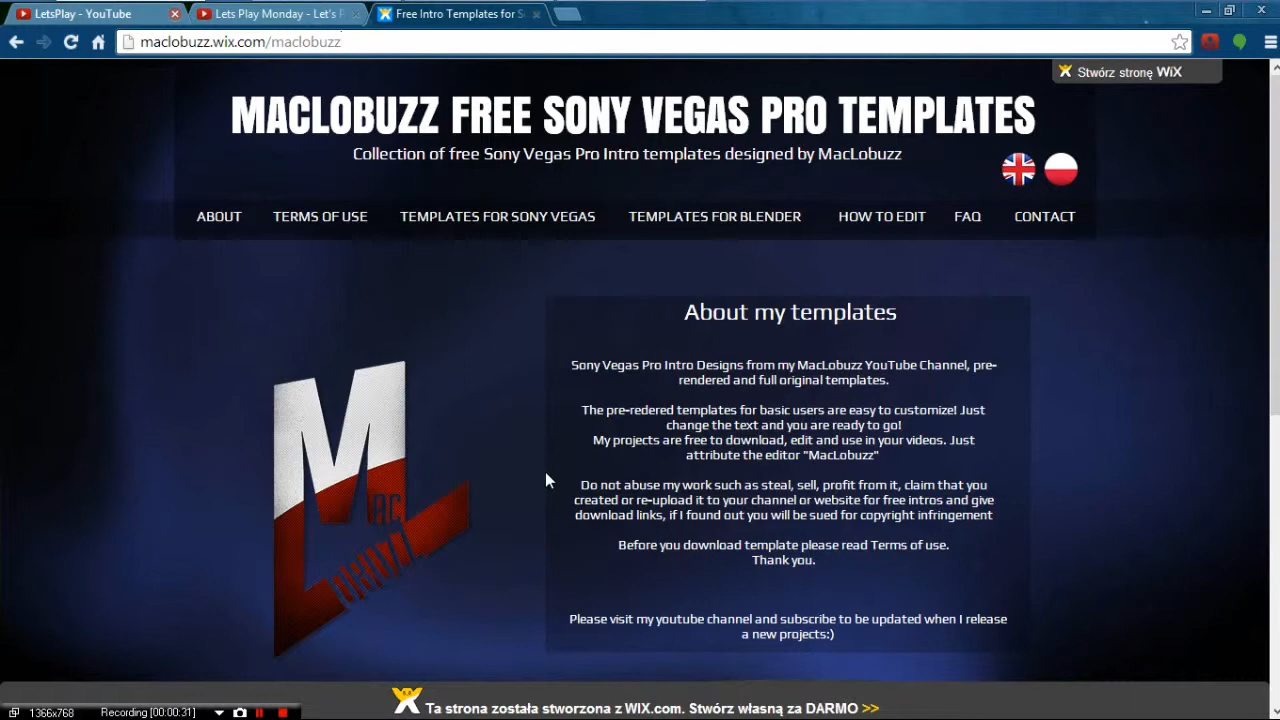 LetsPlay - YouTube
Lets Play Monday - Let's P
Free Intro Templates for S
maclobuzz.wix.com/maclobuzz
Stwórz stronę WiX
MACLOBUZZ FREE SONY VEGAS PRO TEMPLATES
Collection of free Sony Vegas Pro Intro templates designed by MacLobuzz
ABOUT TERMS OF USE TEMPLATES FOR SONY VEGAS TEMPLATES FOR BLENDER HOW TO EDIT FAQ CONTACT
About my templates
Sony Vegas Pro Intro Designs from my MacLobuzz YouTube Channel, pre-
rendered and full original templates.
The pre-redered templates for basic users are easy to customize! Just
change the text and you are ready to go!
My projects are free to download, edit and use in your videos. Just
attribute the editor "MacLobuzz"
Do not abuse my work such as steal, sell, profit from it, claim that you
created or re-upload it to your channel or website for free intros and give
download links, if I found out you will be sued for copyright infringement
Before you download template please read Terms of use.
Thank you.
Please visit my youtube channel and subscribe to be updated when I release
a new projects:)
MAC
Ta strona została stworzona z WIX.com. Stwórz własną za DARMO >>
1366x768 Recording [00:00:31]